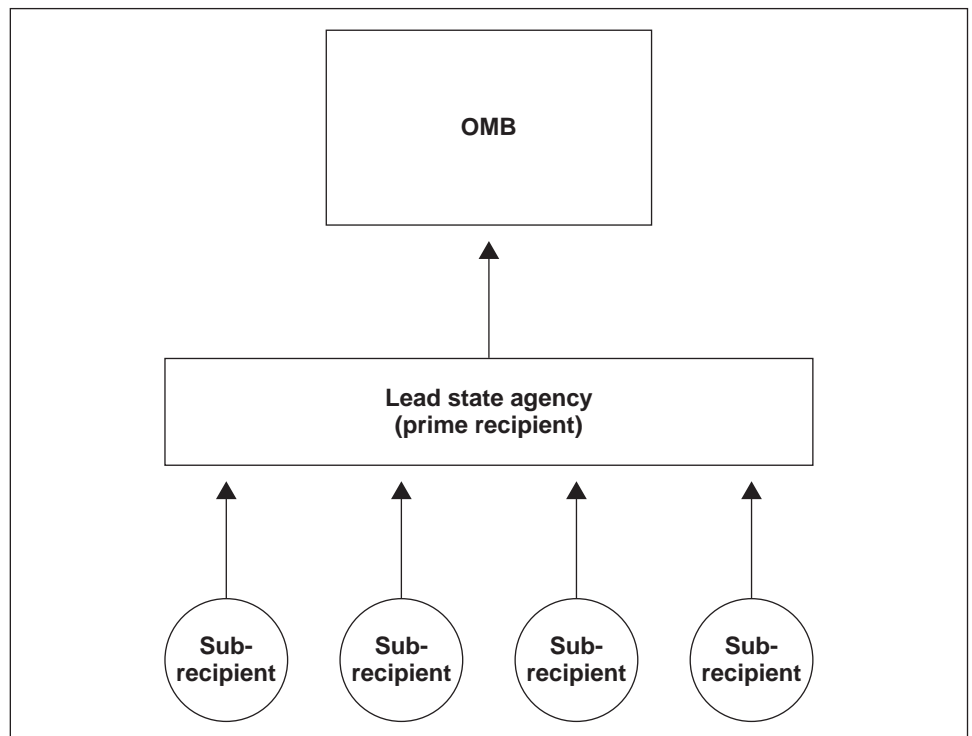 OMB
Lead state agency
(prime recipient)
Sub-
recipient
Sub-
recipient
Sub-
recipient
Sub-
recipient